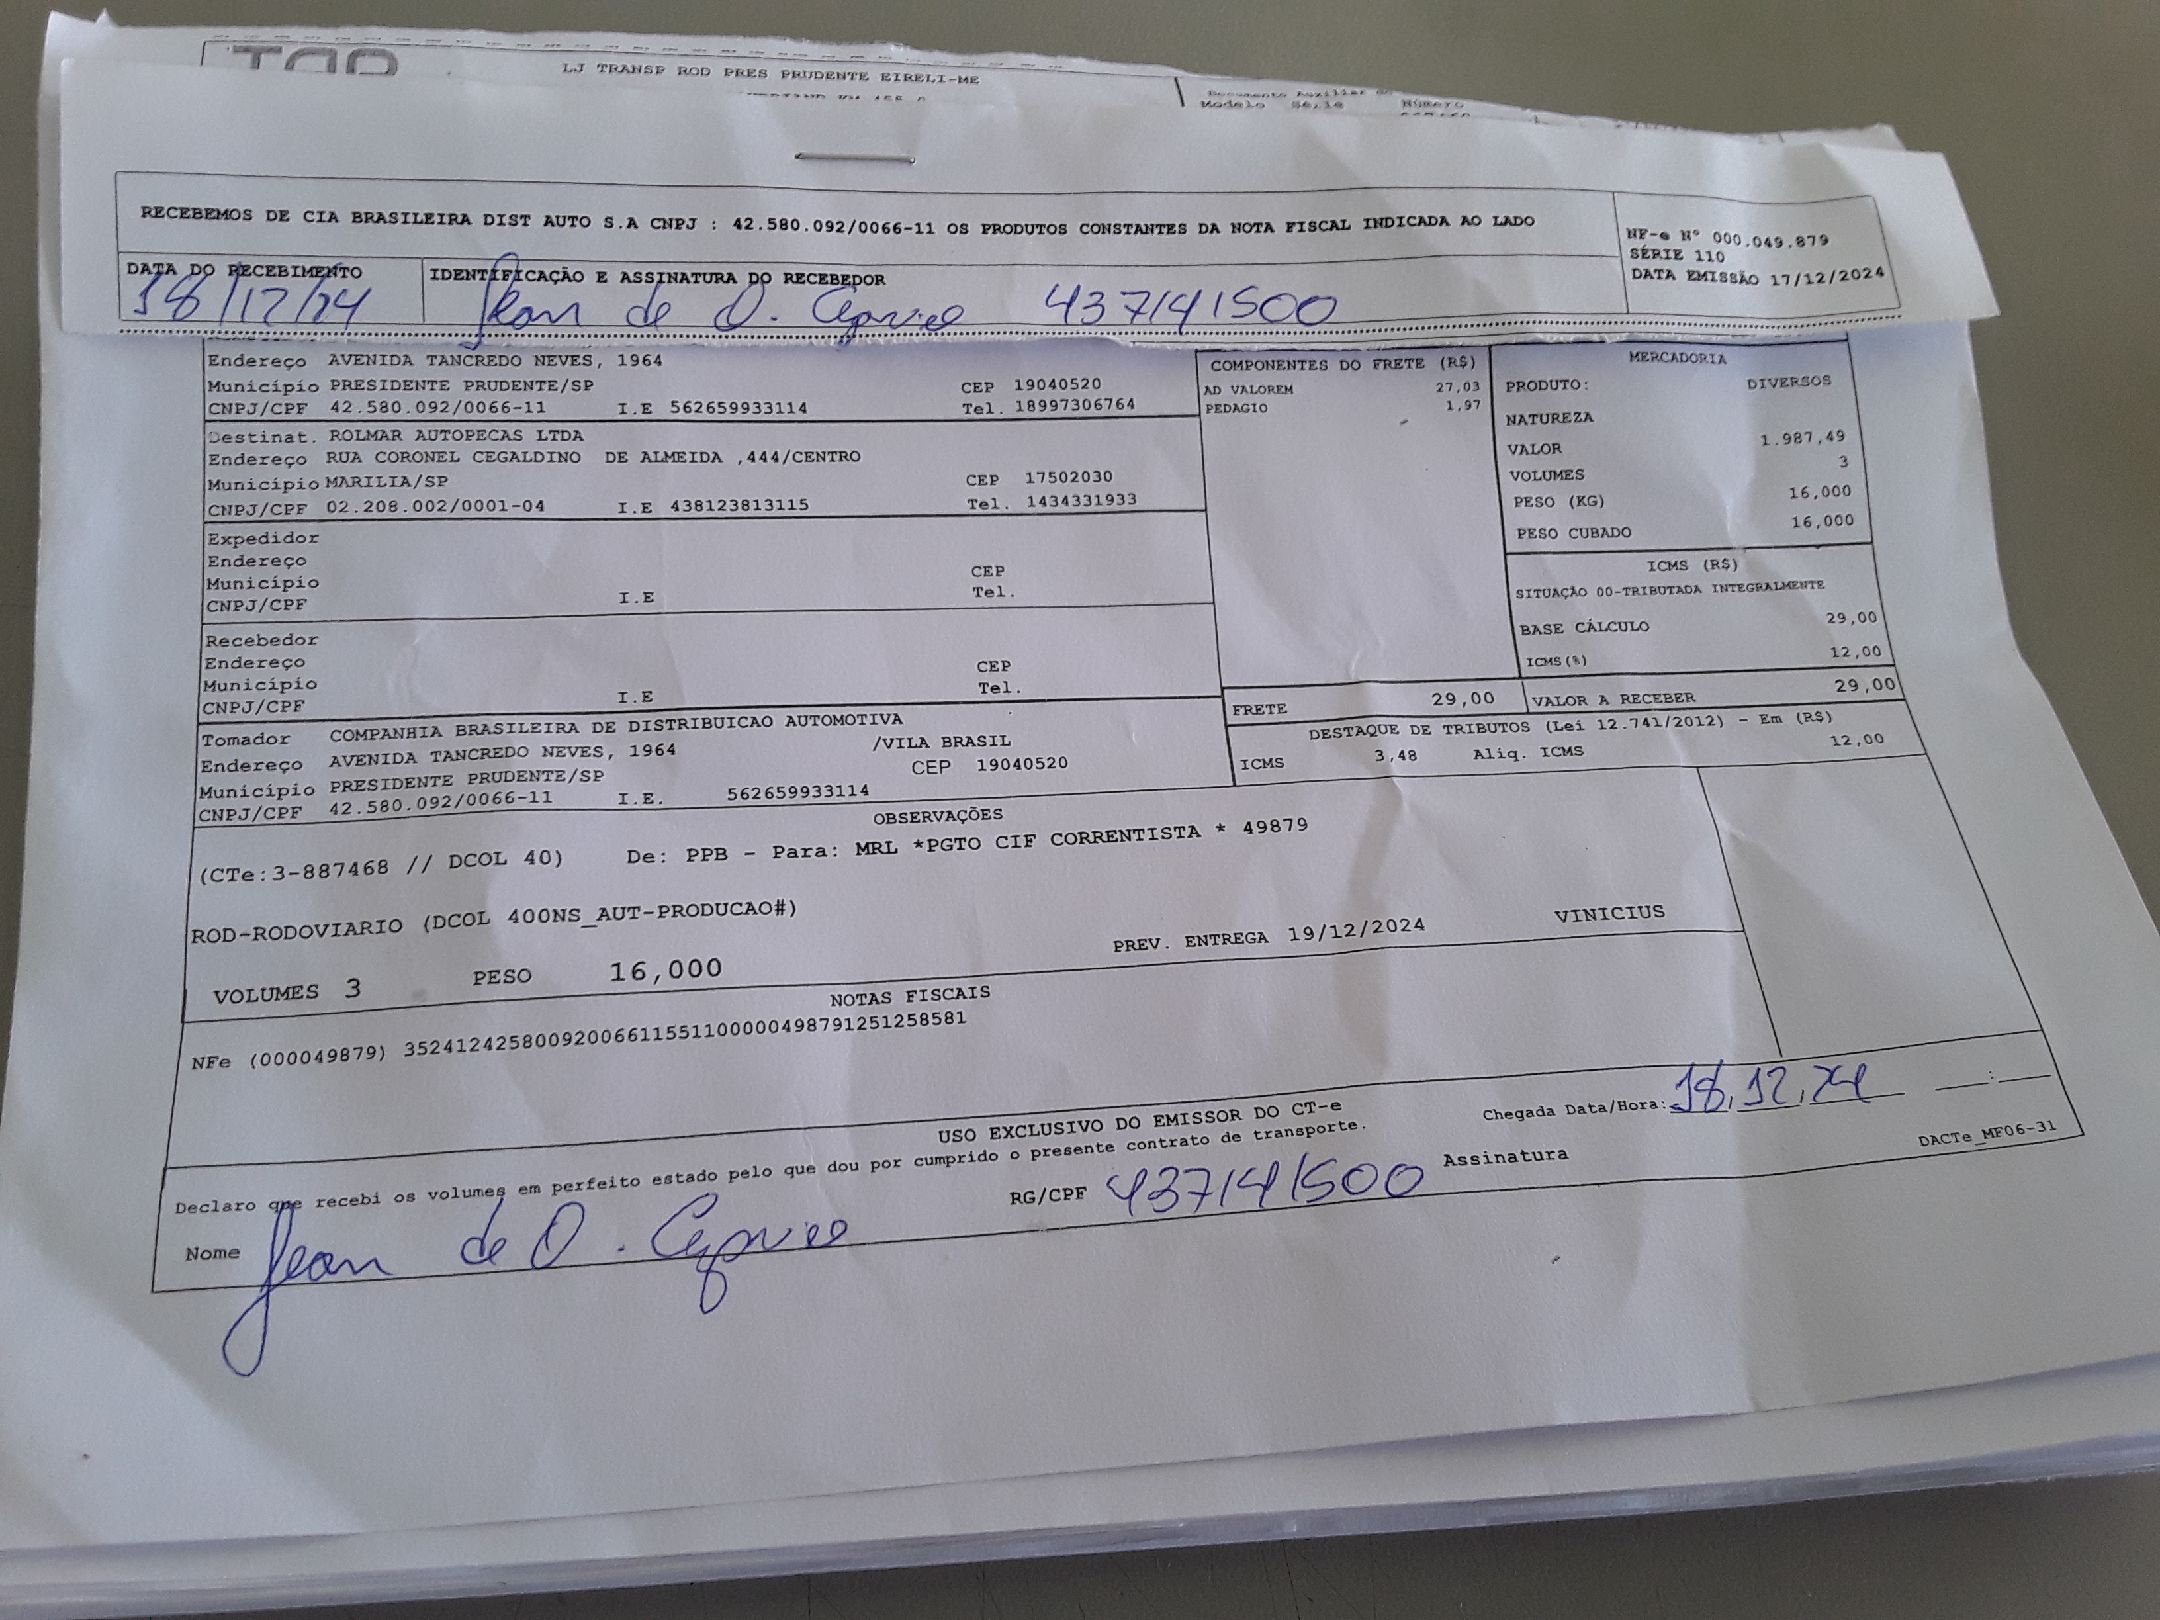 LJ TRANSP ROD PRES PRUDENTE EIRELI-ME
Documento Auxiliar
Modelo Série Número
RECEBEMOS DE CIA BRASILEIRA DIST AUTO S.A CNPJ : 42.580.092/0066-11 OS PRODUTOS CONSTANTES DA NOTA FISCAL INDICADA AO LADO
NF-e Nº 000.049.879
SÉRIE 110
DATA EMISSÃO 17/12/2024
DATA DO RECEBIMENTO IDENTIFICAÇÃO E ASSINATURA DO RECEBEDOR
18/12/24 Jean de O. 437141500
Endereço AVENIDA TANCREDO NEVES, 1964
Município PRESIDENTE PRUDENTE/SP CEP 19040520
CNPJ/CPF 42.580.092/0066-11 I.E 562659933114 Tel. 18997306764
Destinat. ROLMAR AUTOPECAS LTDA
Endereço RUA CORONEL CEGALDINO DE ALMEIDA ,444/CENTRO
Município MARILIA/SP CEP 17502030
CNPJ/CPF 02.208.002/0001-04 I.E 438123813115 Tel. 1434331933
Expedidor
Endereço
Município CEP
CNPJ/CPF I.E Tel.
Recebedor
Endereço
Município CEP
CNPJ/CPF I.E Tel.
Tomador COMPANHIA BRASILEIRA DE DISTRIBUICAO AUTOMOTIVA
Endereço AVENIDA TANCREDO NEVES, 1964 /VILA BRASIL
Município PRESIDENTE PRUDENTE/SP CEP 19040520
CNPJ/CPF 42.580.092/0066-11 I.E. 562659933114
COMPONENTES DO FRETE (R$)
AD VALOREM 27,03
PEDAGIO 1,97
MERCADORIA
PRODUTO: DIVERSOS
NATUREZA
VALOR 1.987,49
VOLUMES 3
PESO (KG) 16,000
PESO CUBADO 16,000
ICMS (R$)
SITUAÇÃO 00-TRIBUTADA INTEGRALMENTE
BASE CÁLCULO 29,00
ICMS(%) 12,00
FRETE 29,00 VALOR A RECEBER 29,00
DESTAQUE DE TRIBUTOS (Lei 12.741/2012) - Em (R$)
ICMS 3,48 Aliq. ICMS 12,00
OBSERVAÇÕES
(CTe:3-887468 // DCOL 40) De: PPB - Para: MRL *PGTO CIF CORRENTISTA * 49879
ROD-RODOVIARIO (DCOL 400NS_AUT-PRODUCAO#)
VOLUMES 3 PESO 16,000 PREV. ENTREGA 19/12/2024 VINICIUS
NOTAS FISCAIS
NFe (000049879) 35241242580092006611551100000498791251258581
USO EXCLUSIVO DO EMISSOR DO CT-e
Declaro que recebi os volumes em perfeito estado pelo que dou por cumprido o presente contrato de transporte.
Chegada Data/Hora: 18,12,24 __:__
Nome Jean de O. RG/CPF 437141500 Assinatura
DACTe_MF06-31